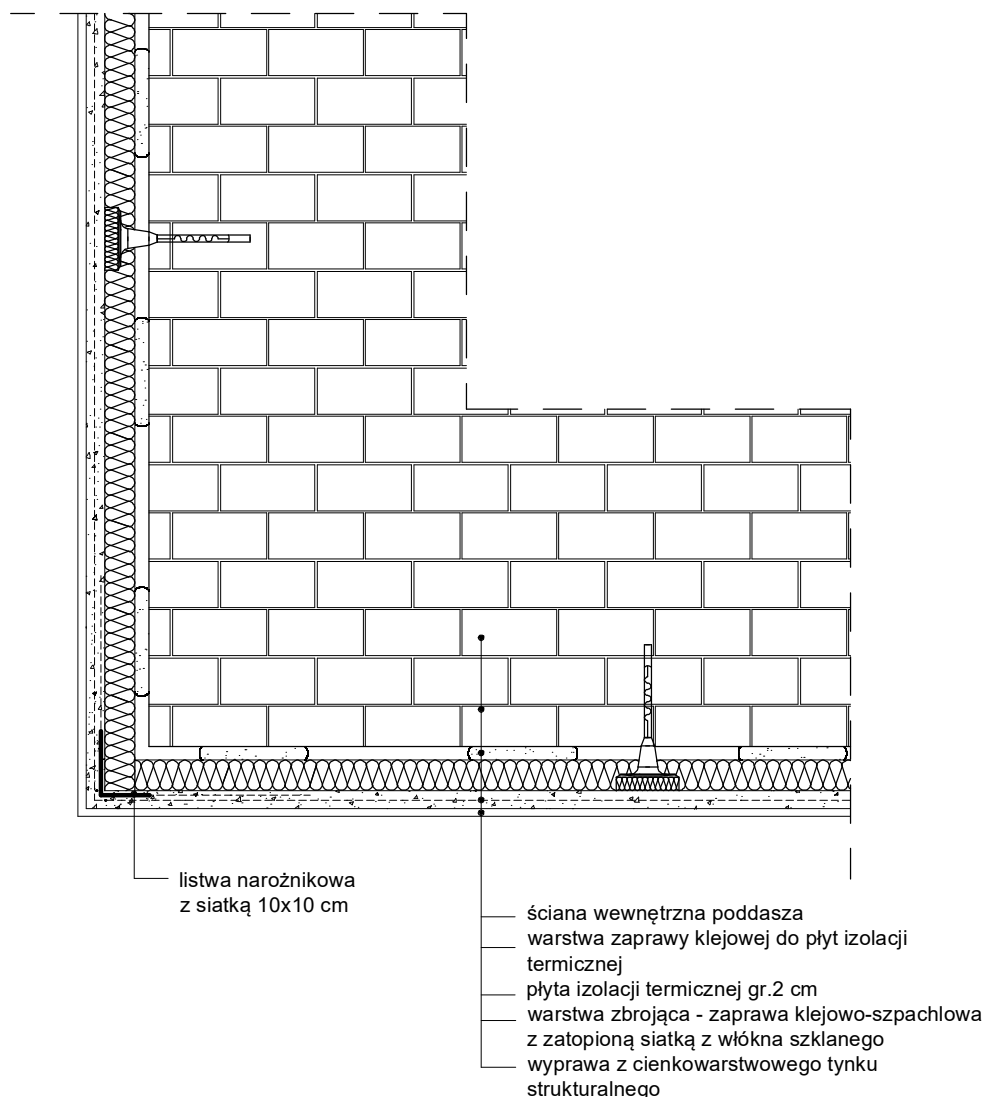 listwa narożnikowa
z siatką 10x10 cm
ściana wewnętrzna poddasza
warstwa zaprawy klejowej do płyt izolacji
termicznej
płyta izolacji termicznej gr.2 cm
warstwa zbrojąca - zaprawa klejowo-szpachlowa
z zatopioną siatką z włókna szklanego
wyprawa z cienkowarstwowego tynku
strukturalnego